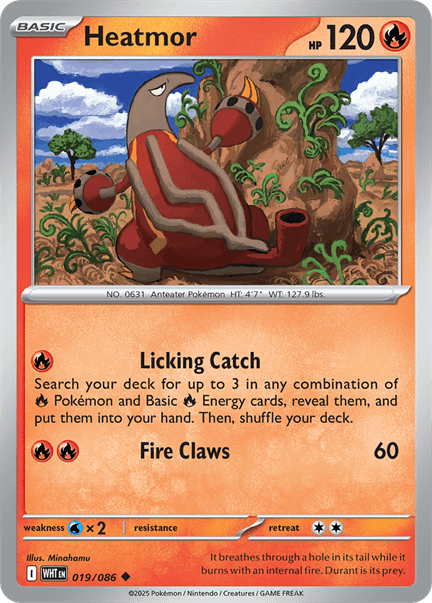 BASIC
Heatmor
HP 120
NO. 0631 Anteater Pokémon HT: 4'7" WT: 127.9 lbs.
Licking Catch
Search your deck for up to 3 in any combination of
Pokémon and Basic Energy cards, reveal them, and
put them into your hand. Then, shuffle your deck.
Fire Claws 60
weakness ×2 resistance retreat
Illus. Minahamu
I WHT EN 019/086
It breathes through a hole in its tail while it
burns with an internal fire. Durant is its prey.
©2025 Pokémon / Nintendo / Creatures / GAME FREAK